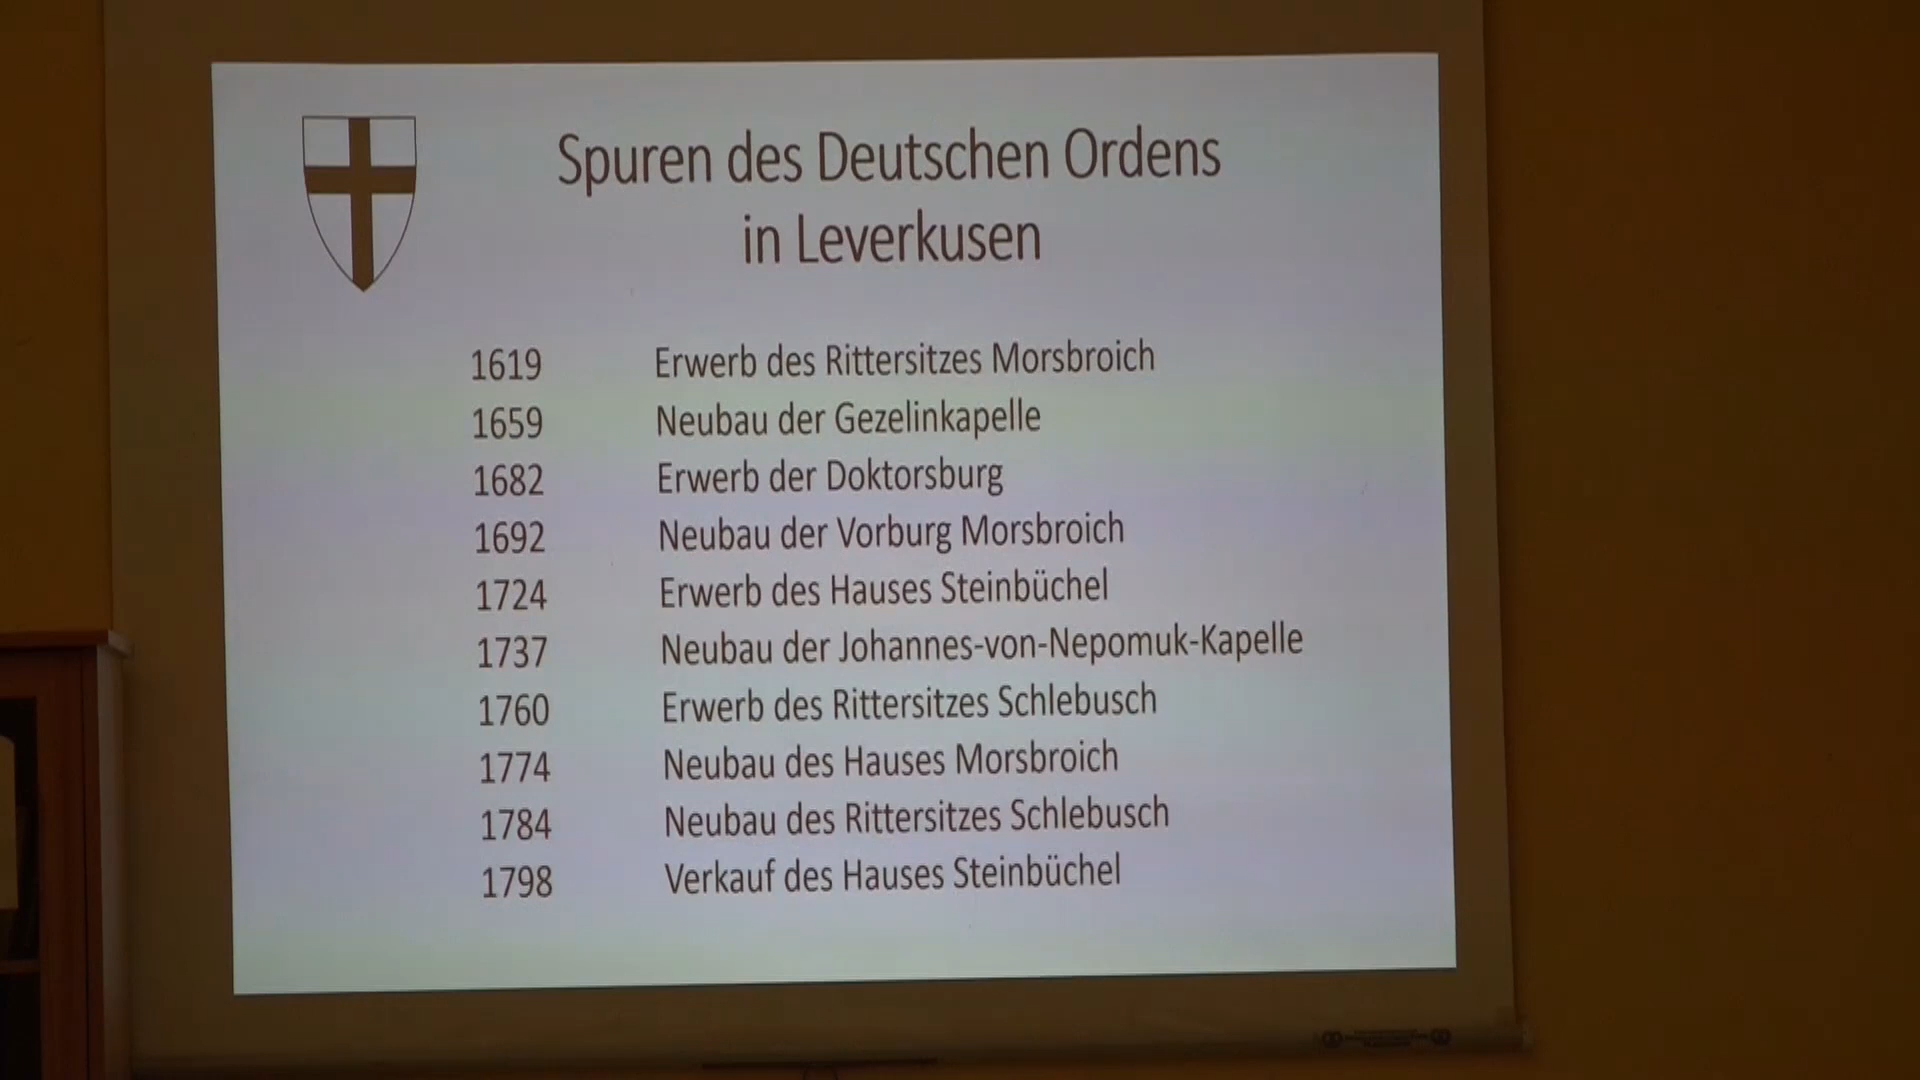 Spuren des Deutschen Ordens
in Leverkusen
1619 Erwerb des Rittersitzes Morsbroich
1659 Neubau der Gezelinkapelle
1682 Erwerb der Doktorsburg
1692 Neubau der Vorburg Morsbroich
1724 Erwerb des Hauses Steinbüchel
1737 Neubau der Johannes-von-Nepomuk-Kapelle
1760 Erwerb des Rittersitzes Schlebusch
1774 Neubau des Hauses Morsbroich
1784 Neubau des Rittersitzes Schlebusch
1798 Verkauf des Hauses Steinbüchel